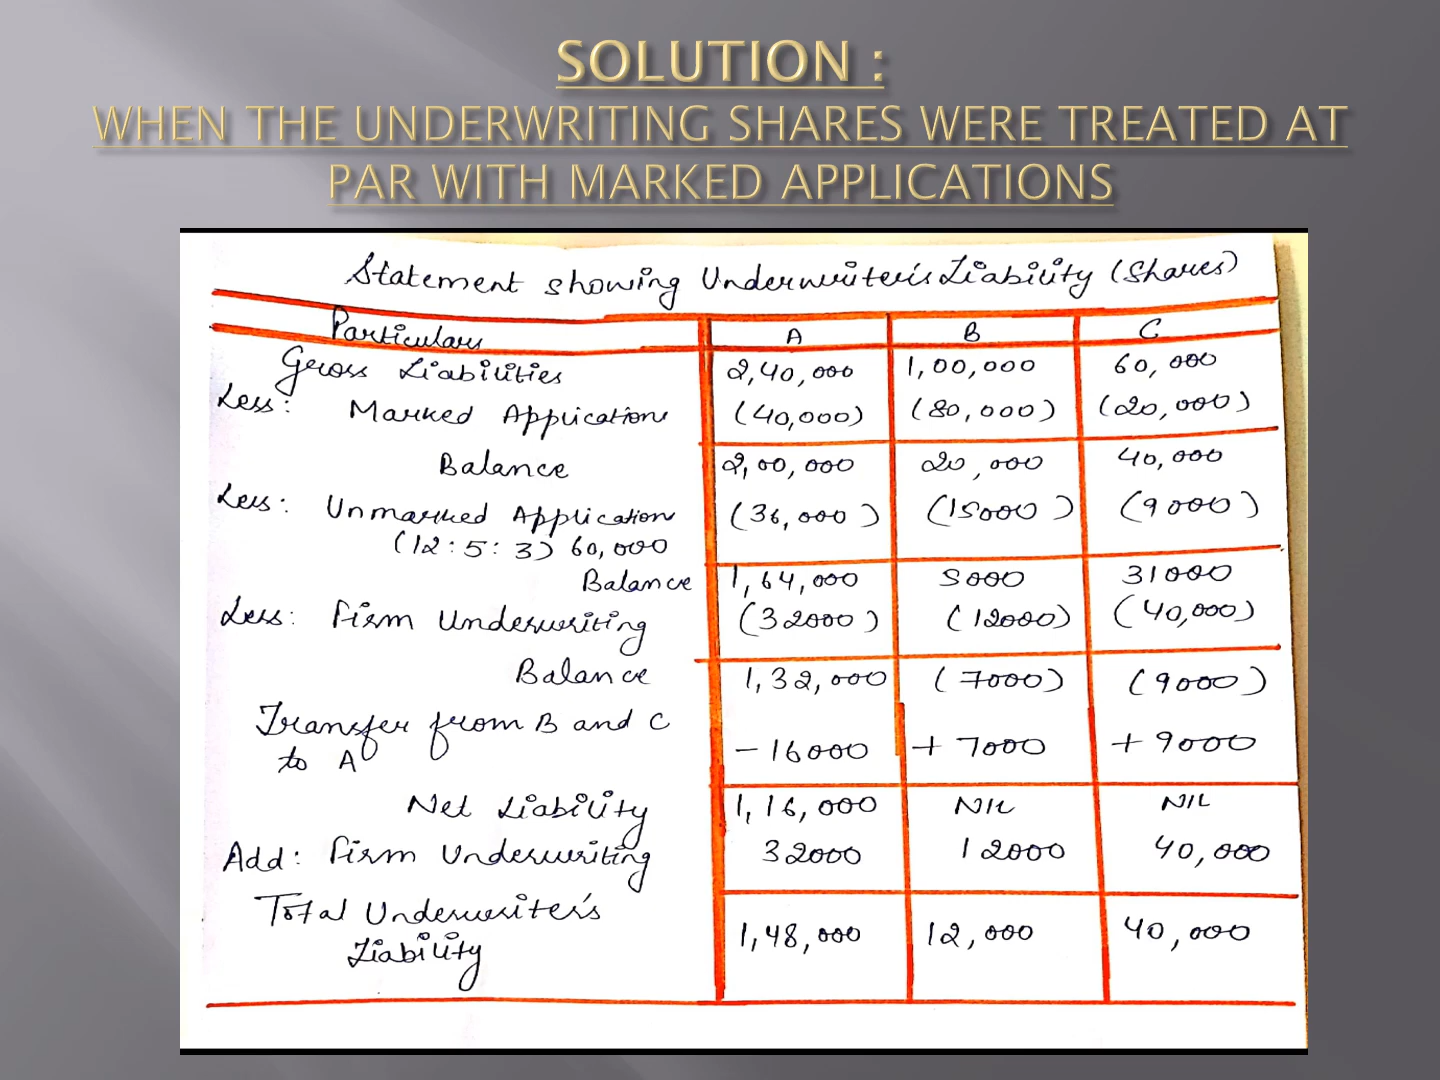 SOLUTION :
WHEN THE UNDERWRITING SHARES WERE TREATED AT
PAR WITH MARKED APPLICATIONS
Statement showing Underwriter's Liability (Shares)
Particulars A B C
Gross Liabilities 2,40,000 1,00,000 60,000
Less: Marked Application (40,000) (80,000) (20,000)
Balance 2,00,000 20,000 40,000
Less: Unmarked Application (36,000) (15000) (9000)
(12:5:3) 60,000
Balance 1,64,000 5000 31000
Less: Firm Underwriting (32000) (12000) (40,000)
Balance 1,32,000 (7000) (9000)
Transfer from B and C
to A - 16000 + 7000 + 9000
Net Liability 1,16,000 NIL NIL
Add: Firm Underwriting 32000 12000 40,000
Total Underwriter's
Liability 1,48,000 12,000 40,000